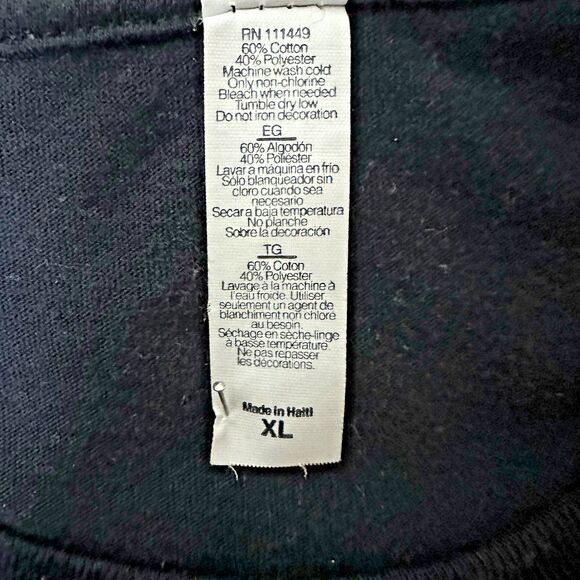 RN 111449
60% Cotton
40% Polyester
Machine wash cold
Only non-chlorine
Bleach when needed
Tumble dry low
Do not iron decoration
EG
60% Algodón
40% Poliester
Lavar a máquina en frio
Sólo blanqueador sin
cloro cuando sea
necesario
Secar a baja temperatura
No planche
Sobre la decoración
TG
60% Coton
40% Polyester
Lavage à la machine à
l'eau froide. Utiliser
seulement un agent de
blanchiment non chloré
au besoin.
Séchage en sèche-linge
à basse température.
Ne pas repasser
les décorations.
Made in Haiti
XL